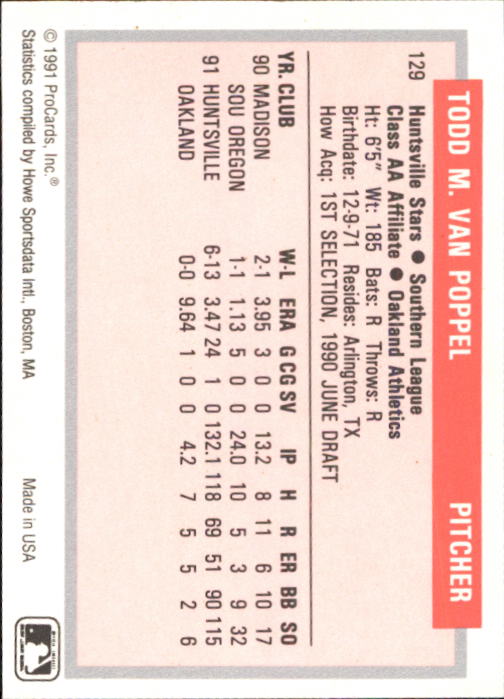 TODD M. VAN POPPEL PITCHER
129 Huntsville Stars ● Southern League
Class AA Affiliate ● Oakland Athletics
Ht: 6'5" Wt: 185 Bats: R Throws: R
Birthdate: 12-9-71 Resides: Arlington, TX
How Acq: 1ST SELECTION, 1990 JUNE DRAFT
YR. CLUB W-L ERA G CG SV IP H R ER BB SO
90 MADISON 2-1 3.95 3 0 0 13.2 8 11 6 10 17
SOU OREGON 1-1 1.13 5 0 0 24.0 10 5 3 9 32
91 HUNTSVILLE 6-13 3.47 24 1 0 132.1 118 69 51 90 115
OAKLAND 0-0 9.64 1 0 0 4.2 7 5 5 2 6
© 1991 ProCards, Inc.®
Statistics compiled by Howe Sportsdata Intl., Boston, MA Made in USA